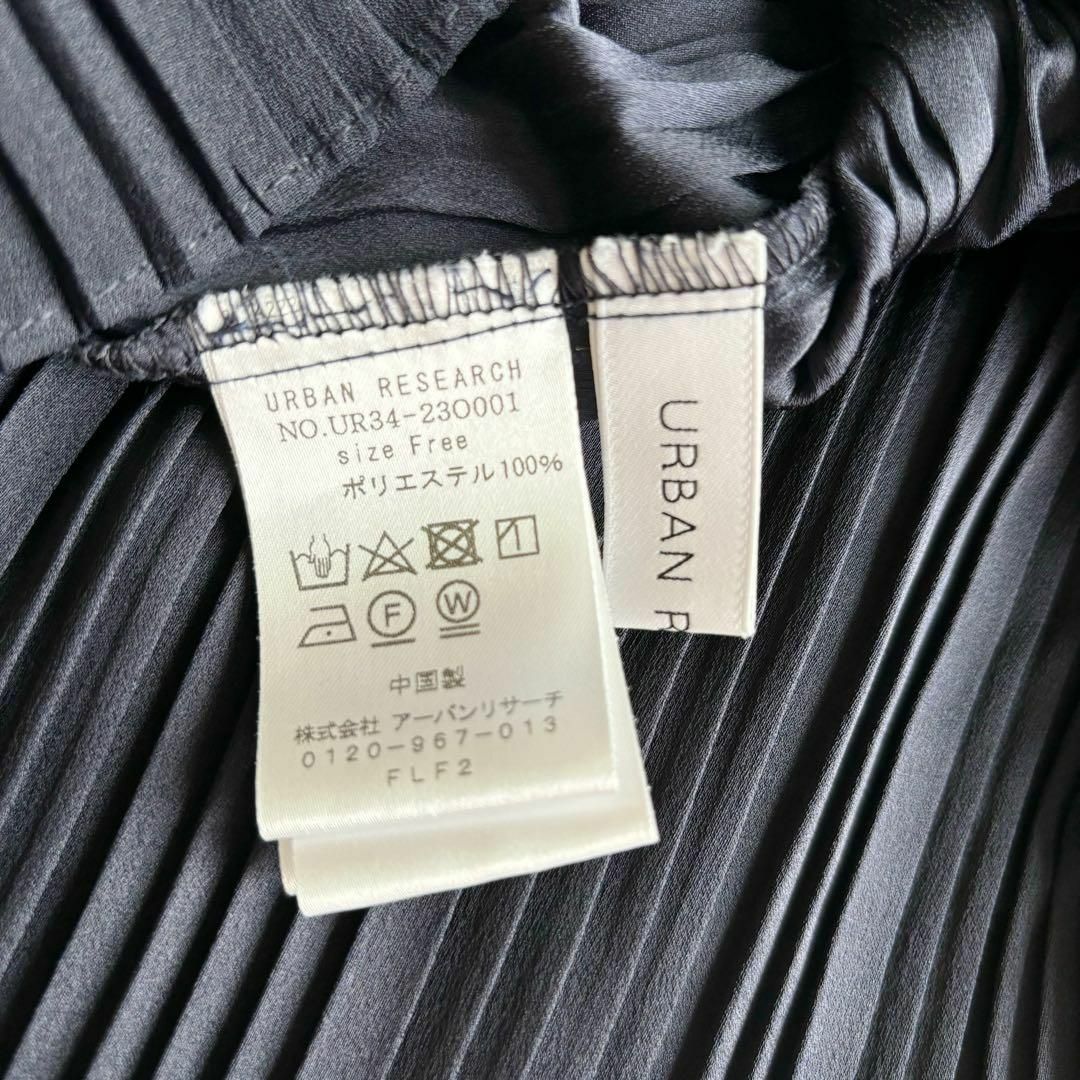 URBAN RESEARCH
NO.UR34-23O001
size Free
ポリエステル100%
F
W
中国製
株式会社 アーバンリサーチ
0120-967-013
FLF2
URBAN R